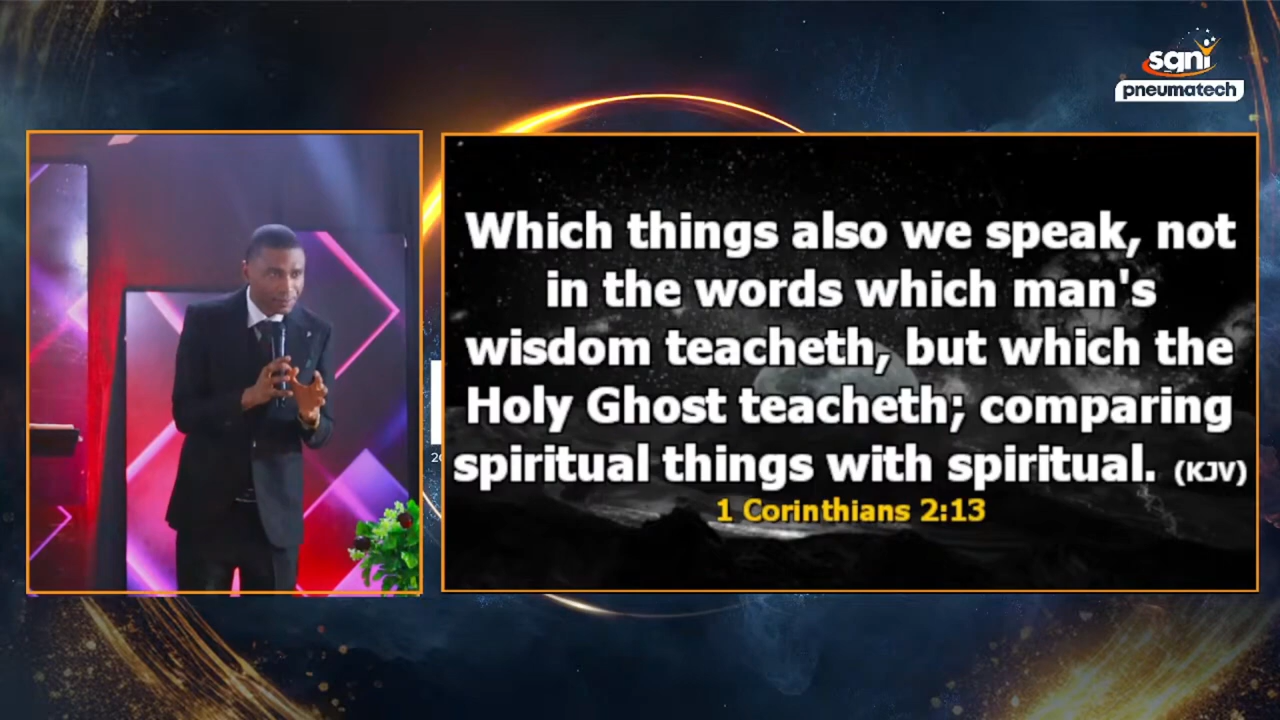 sgni
pneumatech
Which things also we speak, not
in the words which man's
wisdom teacheth, but which the
Holy Ghost teacheth; comparing
spiritual things with spiritual. (KJV)
1 Corinthians 2:13